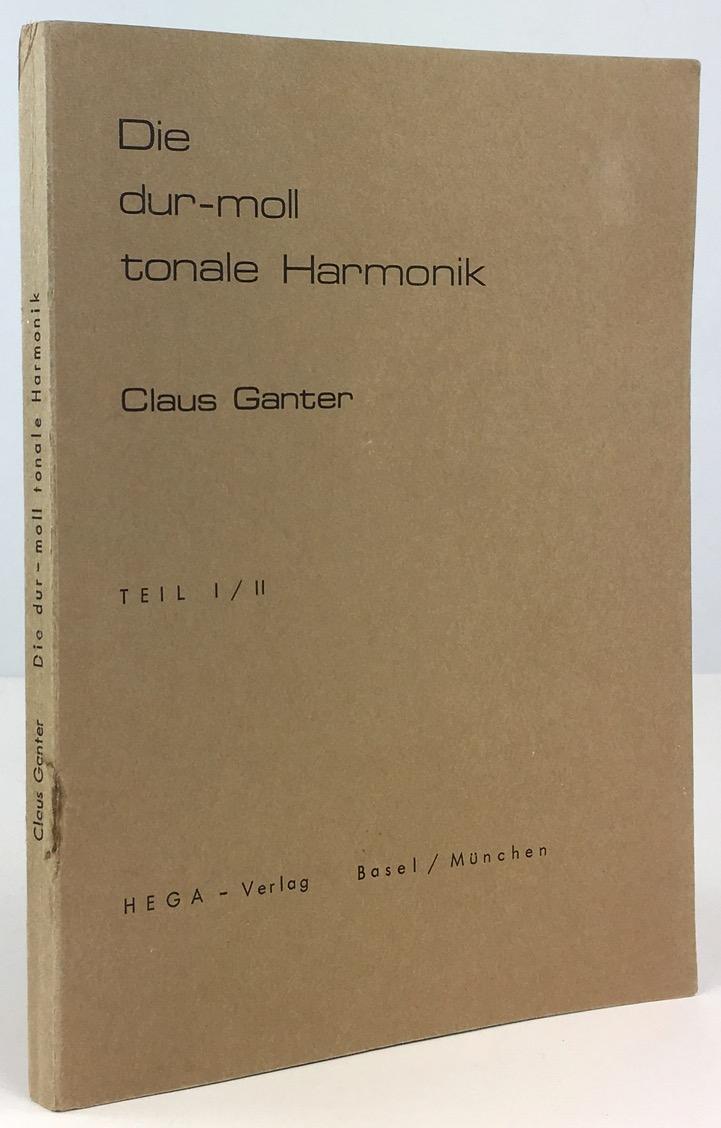 Die
dur-moll
tonale Harmonik
Claus Ganter
TEIL I / II
HEGA - Verlag Basel / München
Claus Ganter Die dur-moll tonale Harmonik